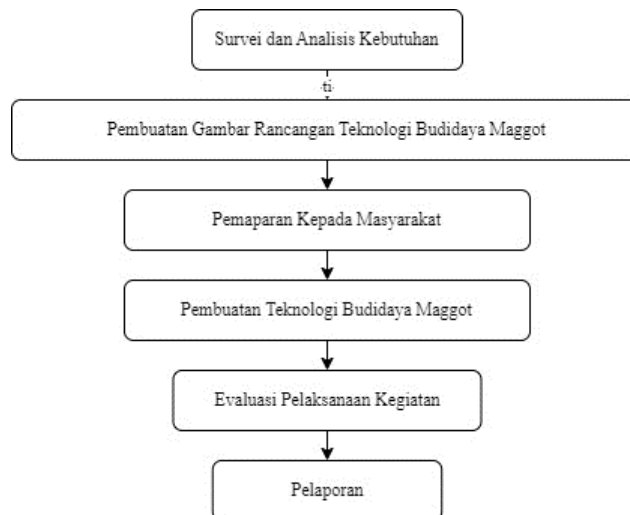 Survei dan Analisis Kebutuhan
ti
Pembuatan Gambar Rancangan Teknologi Budidaya Maggot
Pemaparan Kepada Masyarakat
Pembuatan Teknologi Budidaya Maggot
Evaluasi Pelaksanaan Kegiatan
Pelaporan